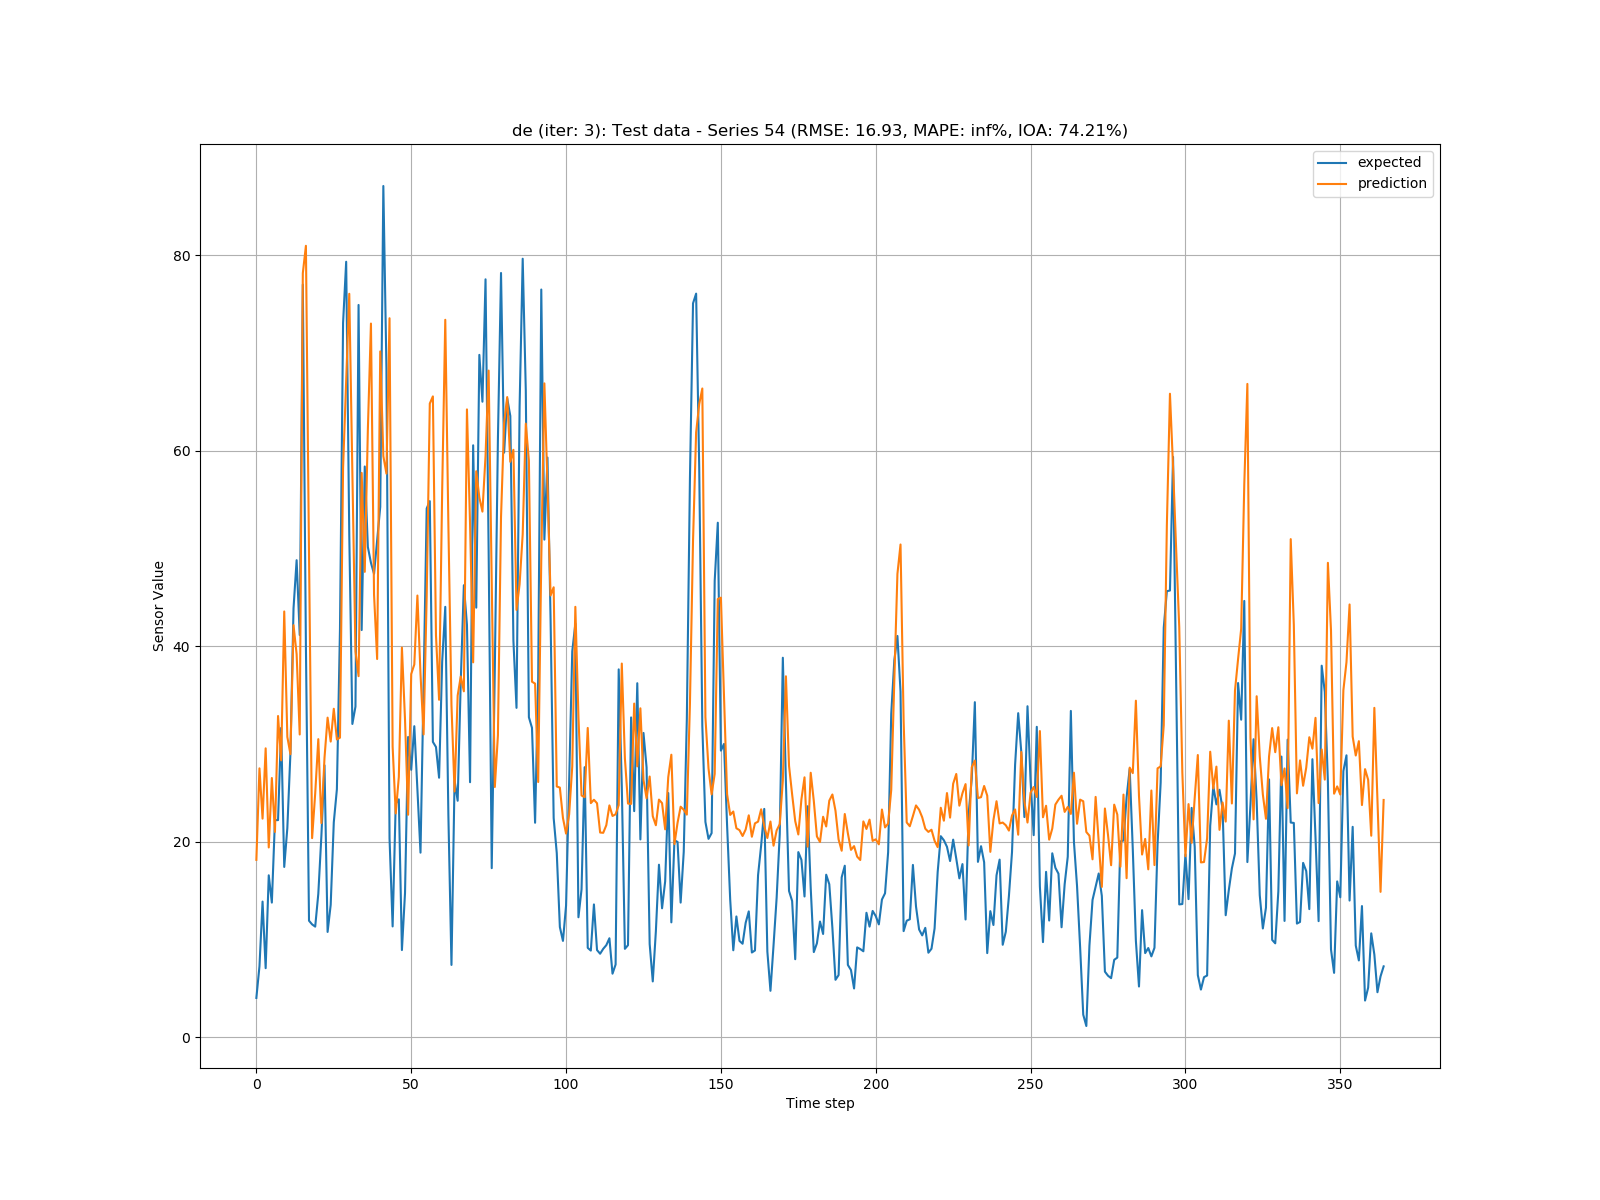 de (iter: 3): Test data - Series 54 (RMSE: 16.93, MAPE: inf%, IOA: 74.21%)
expected
prediction
80
60
40
20
0
Sensor Value
0 50 100 150 200 250 300 350
Time step